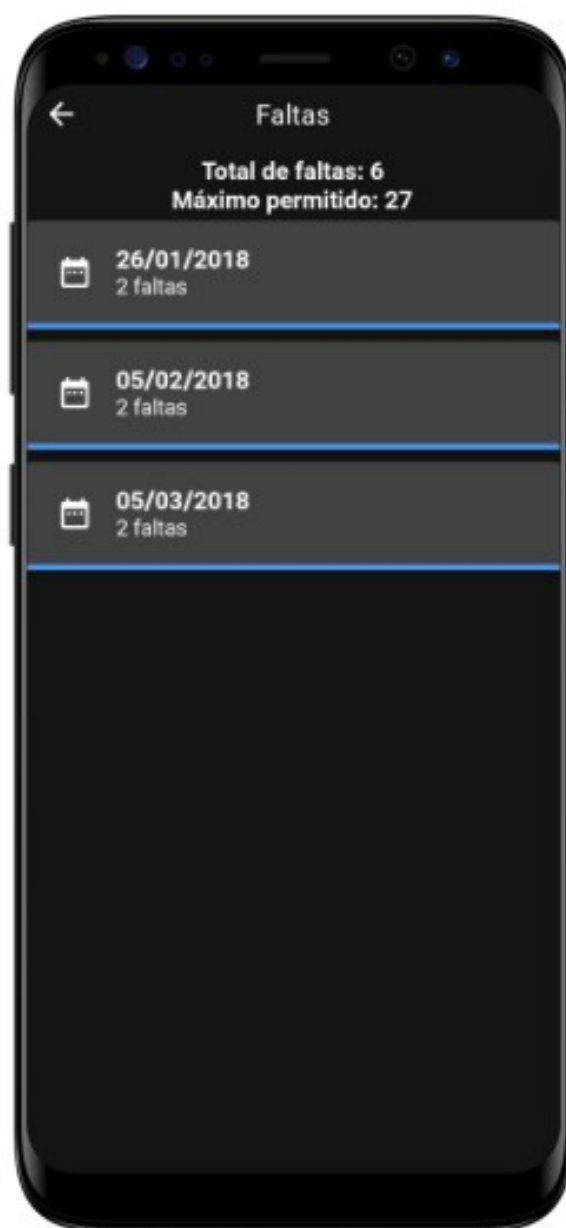 Faltas
Total de faltas: 6
Máximo permitido: 27
26/01/2018
2 faltas
05/02/2018
2 faltas
05/03/2018
2 faltas